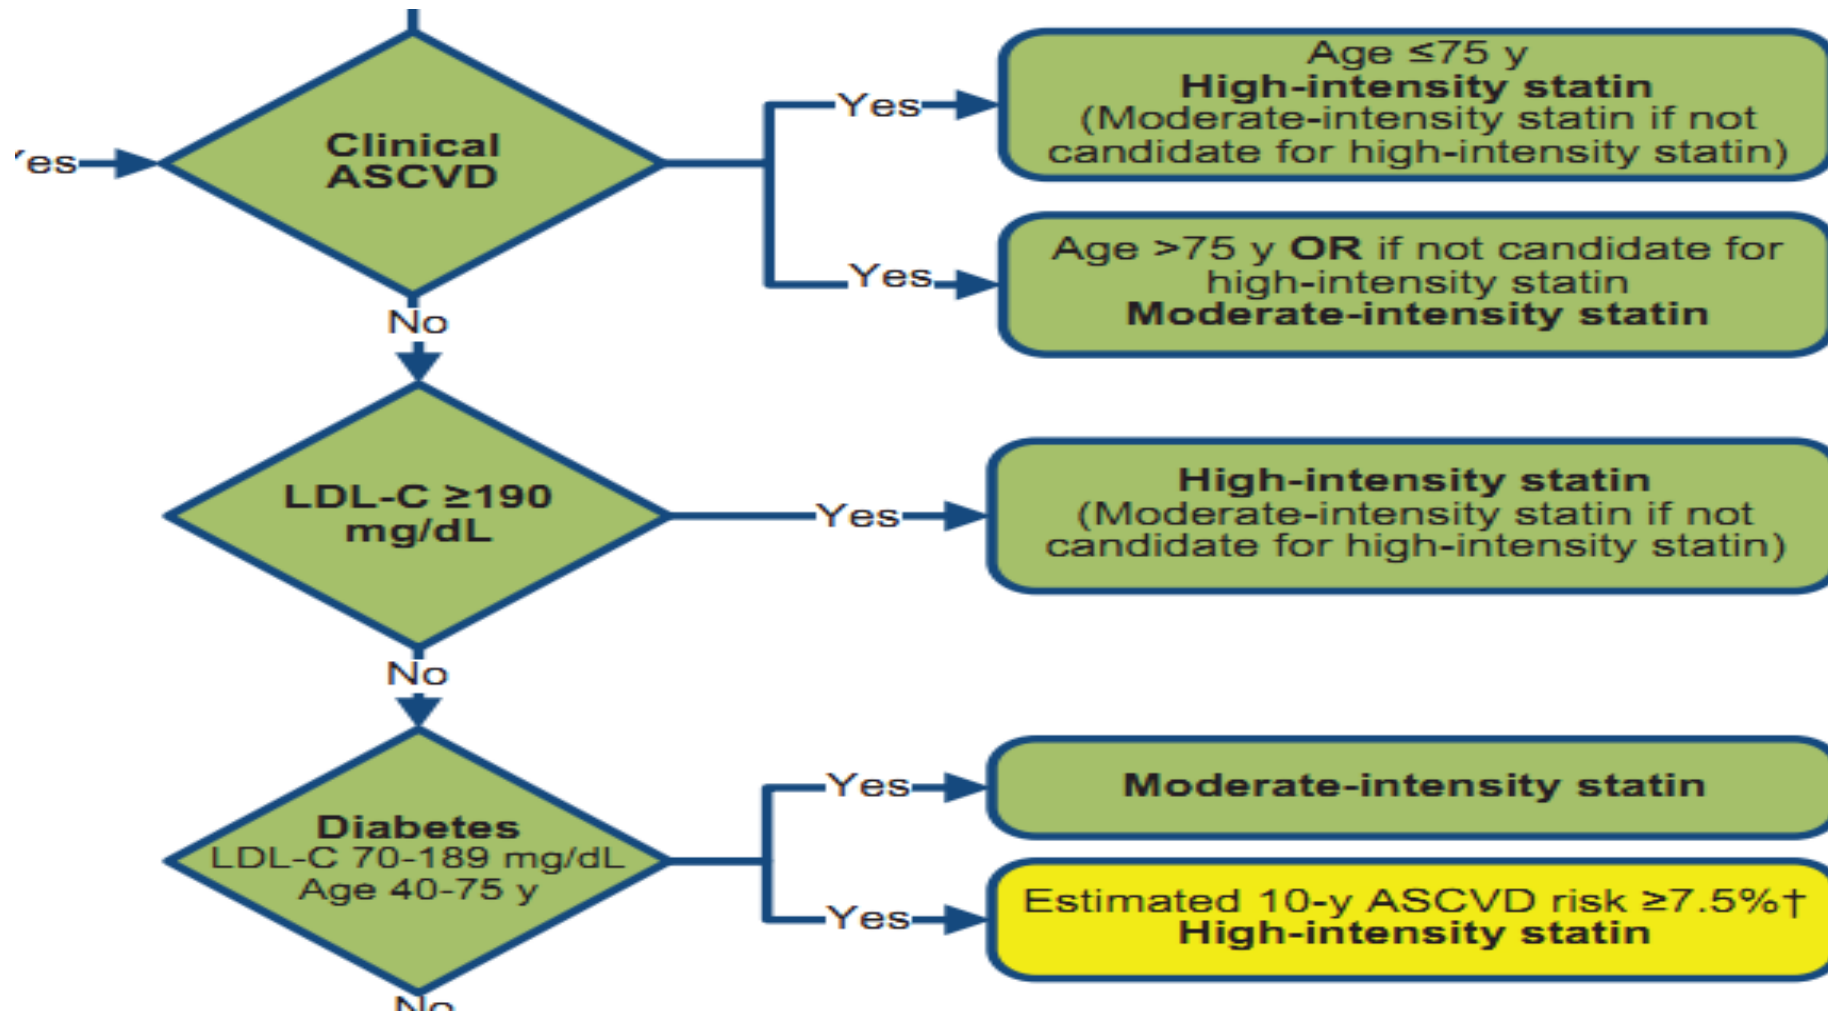 Age ≤75 y
High-intensity statin
(Moderate-intensity statin if not
candidate for high-intensity statin)
Yes
Clinical
ASCVD
Yes
Age >75 y OR if not candidate for
high-intensity statin
Moderate-intensity statin
No
LDL-C ≥190
mg/dL
Yes
High-intensity statin
(Moderate-intensity statin if not
candidate for high-intensity statin)
No
Diabetes
LDL-C 70-189 mg/dL
Age 40-75 y
Yes
Moderate-intensity statin
Yes
Estimated 10-y ASCVD risk ≥7.5%†
High-intensity statin
No